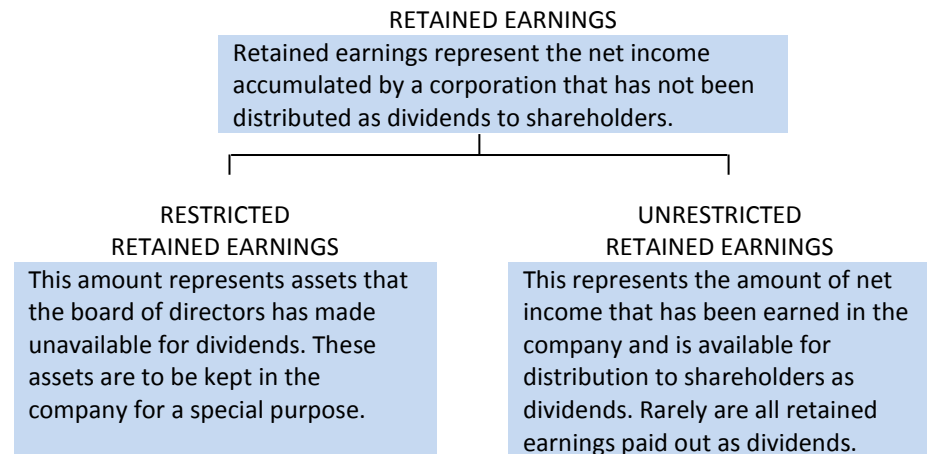 RETAINED EARNINGS
Retained earnings represent the net income
accumulated by a corporation that has not been
distributed as dividends to shareholders.
RESTRICTED
RETAINED EARNINGS
This amount represents assets that
the board of directors has made
unavailable for dividends. These
assets are to be kept in the
company for a special purpose.
UNRESTRICTED
RETAINED EARNINGS
This represents the amount of net
income that has been earned in the
company and is available for
distribution to shareholders as
dividends. Rarely are all retained
earnings paid out as dividends.